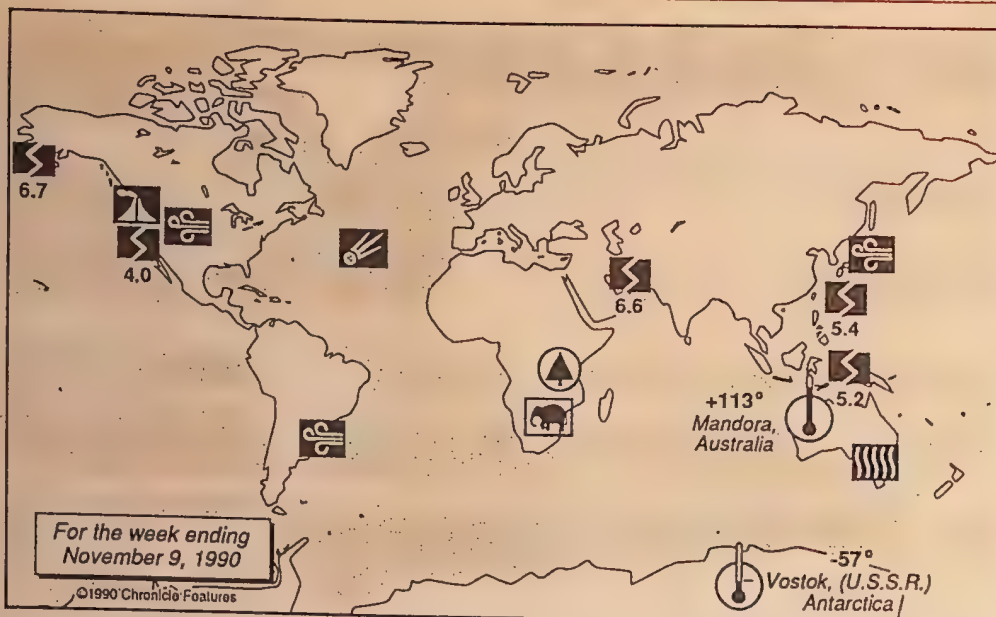 6.7
4.0
6.6
5.4
5.2
+113°
Mandora,
Australia
For the week ending
November 9, 1990
©1990 Chronicle Features
-57°
Vostok, (U.S.S.R.)
Antarctica